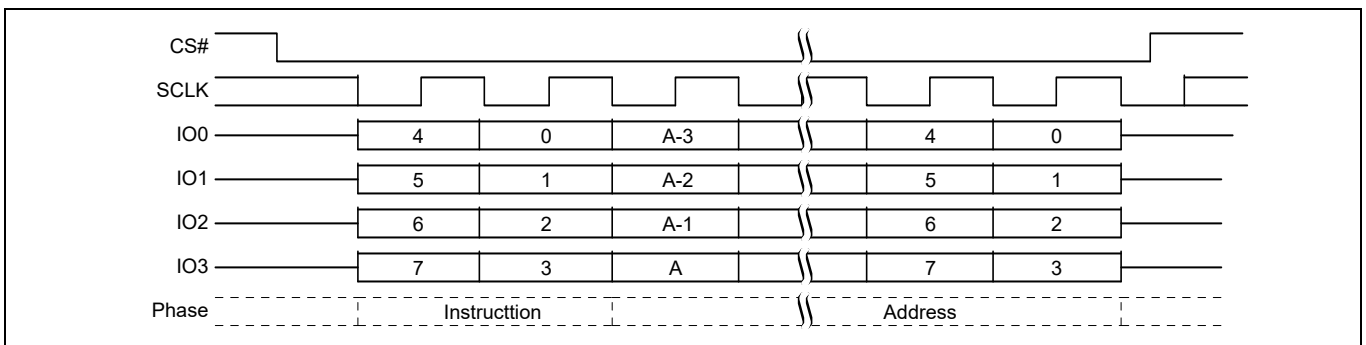 CS#
SCLK
IO0 4 0 A-3 4 0
IO1 5 1 A-2 5 1
IO2 6 2 A-1 6 2
IO3 7 3 A 7 3
Phase Instructtion Address